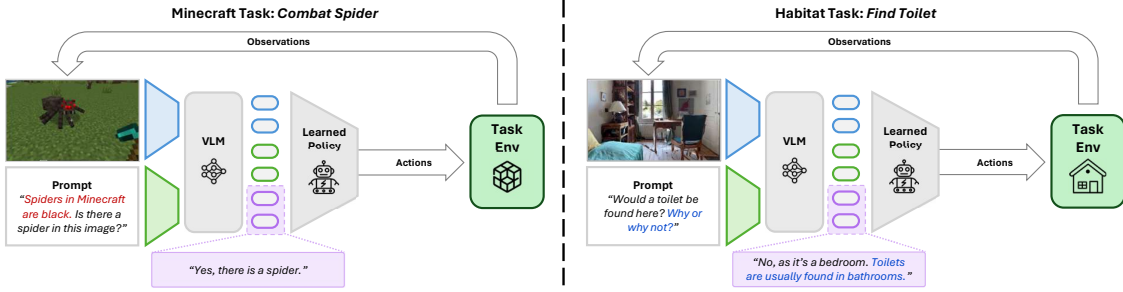 Minecraft Task: Combat Spider
Observations
VLM
Learned
Policy
Actions
Task
Env
Prompt
“Spiders in Minecraft
are black. Is there a
spider in this image?”
“Yes, there is a spider.”
Habitat Task: Find Toilet
Observations
VLM
Learned
Policy
Actions
Task
Env
Prompt
“Would a toilet be
found here? Why or
why not?”
“No, as it’s a bedroom. Toilets
are usually found in bathrooms.”